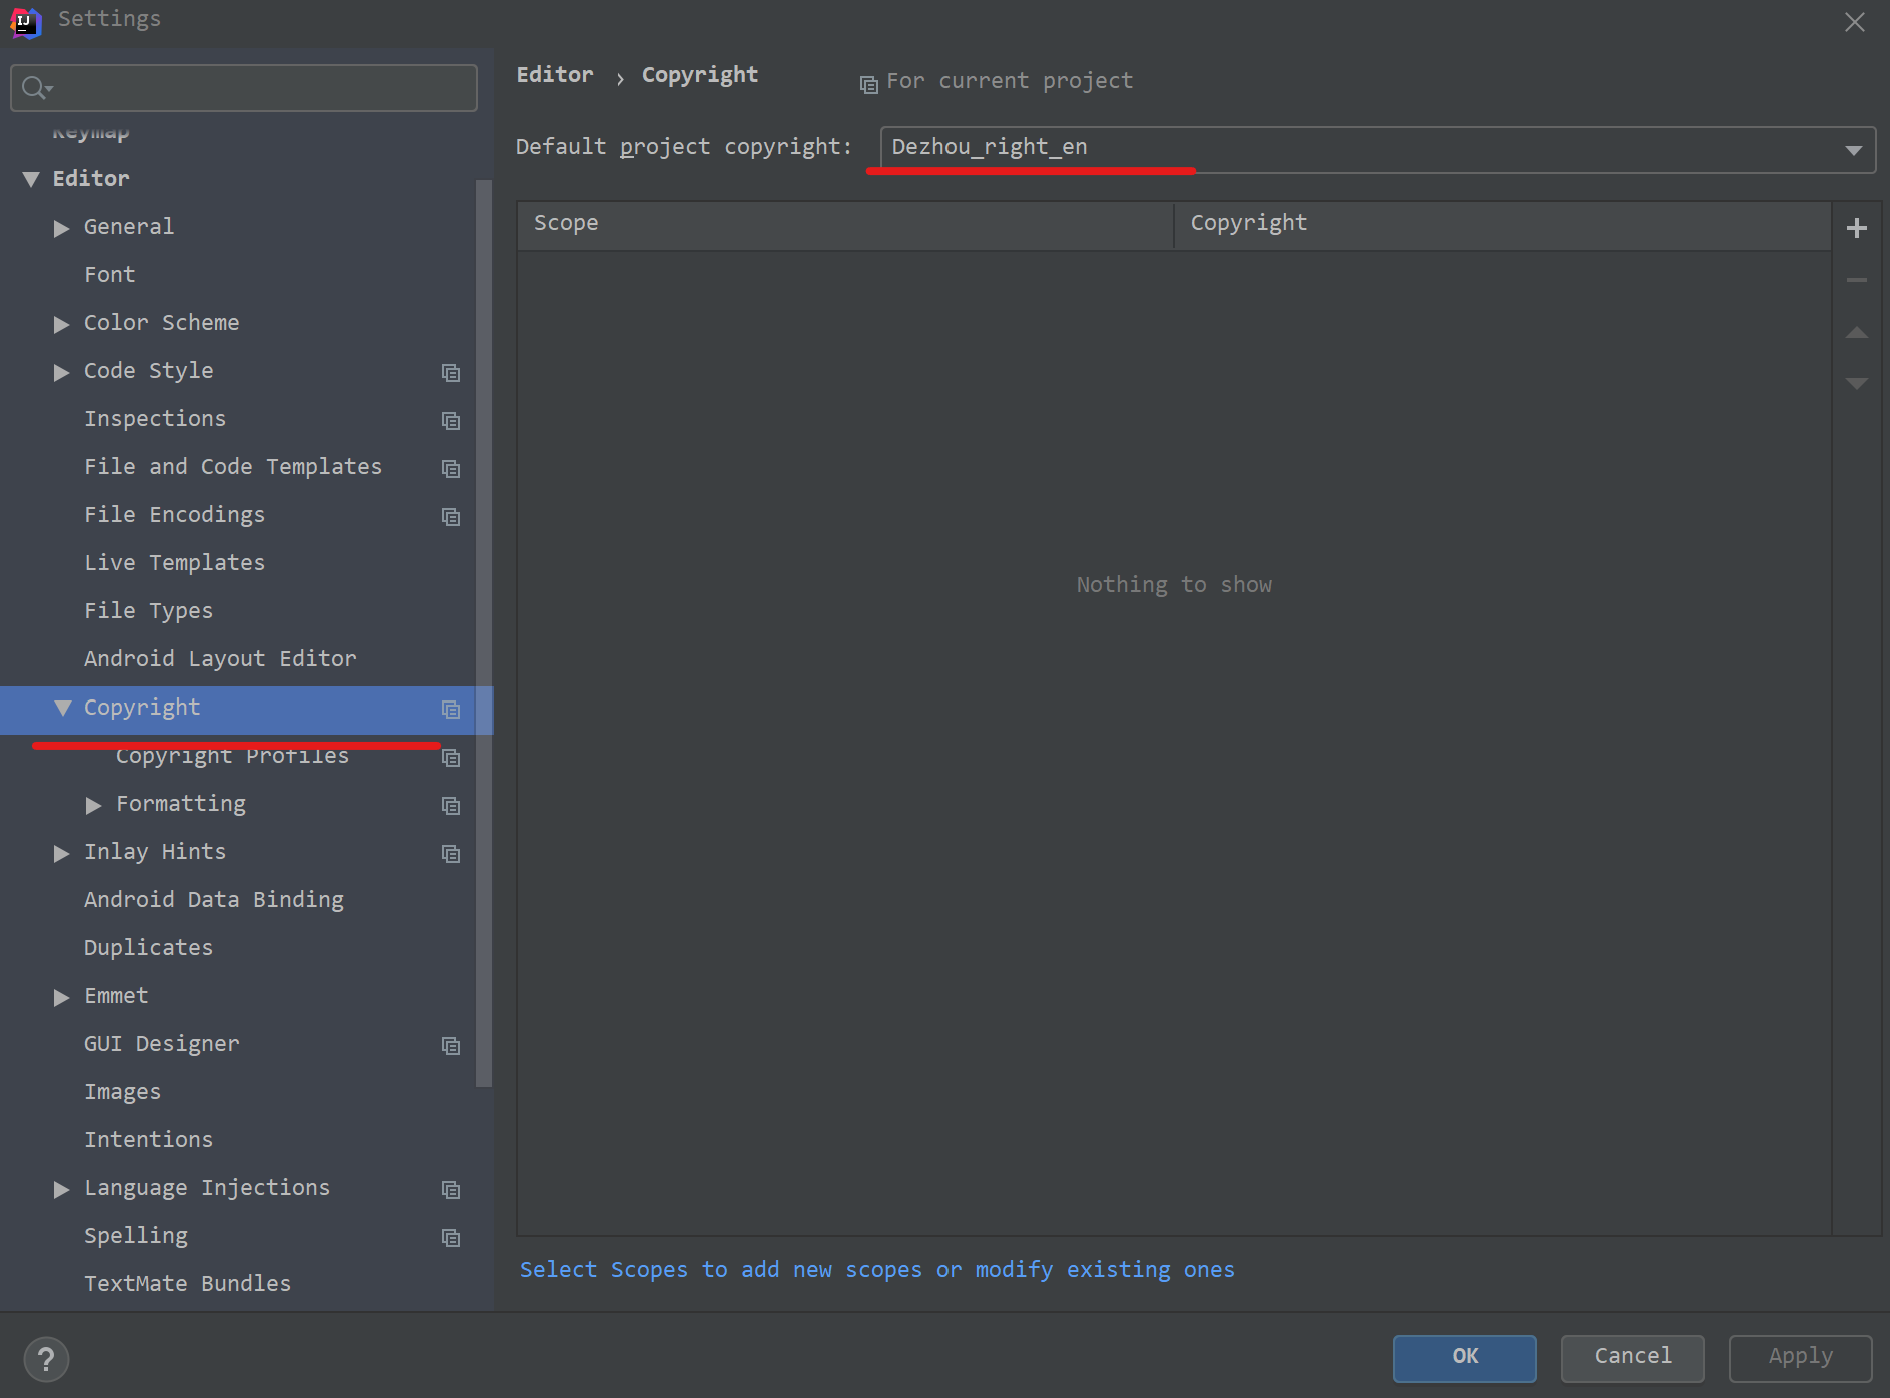 Settings
Keymap
Editor
General
Font
Color Scheme
Code Style
Inspections
File and Code Templates
File Encodings
Live Templates
File Types
Android Layout Editor
Copyright
Copyright Profiles
Formatting
Inlay Hints
Android Data Binding
Duplicates
Emmet
GUI Designer
Images
Intentions
Language Injections
Spelling
TextMate Bundles
Editor › Copyright For current project
Default project copyright: Dezhou_right_en
Scope Copyright
Nothing to show
Select Scopes to add new scopes or modify existing ones
? OK Cancel Apply